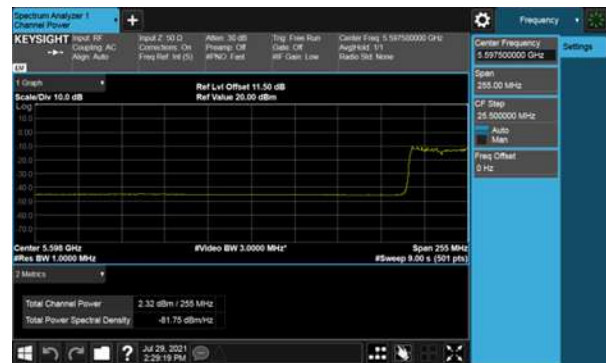 Spectrum Analyzer 1
Channel Power
+
Frequency
KEYSIGHT
Input: RF
Coupling: AC
Align: Auto
Input Z: 50 Ω
Corrections: On
Freq Ref: Int (S)
Atten: 30 dB
Preamp: Off
#PNO: Fast
Trig: Free Run
Gate: Off
#IF Gain: Low
Center Freq: 5.597500000 GHz
Avg|Hold: 1/1
Radio Std: None
Center Frequency
5.597500000 GHz
Settings
Span
255.00 MHz
CF Step
25.500000 MHz
Auto
Man
Freq Offset
0 Hz
1 Graph
Scale/Div 10.0 dB
Ref Lvl Offset 11.50 dB
Ref Value 20.00 dBm
Log
10.0
0.00
-10.0
-20.0
-30.0
-40.0
-50.0
-60.0
-70.0
Center 5.598 GHz
#Res BW 1.0000 MHz
#Video BW 3.0000 MHz*
Span 255 MHz
#Sweep 9.00 s (501 pts)
2 Metrics
Total Channel Power 2.32 dBm / 255 MHz
Total Power Spectral Density -81.75 dBm/Hz
?
Jul 29, 2021
2:29:19 PM